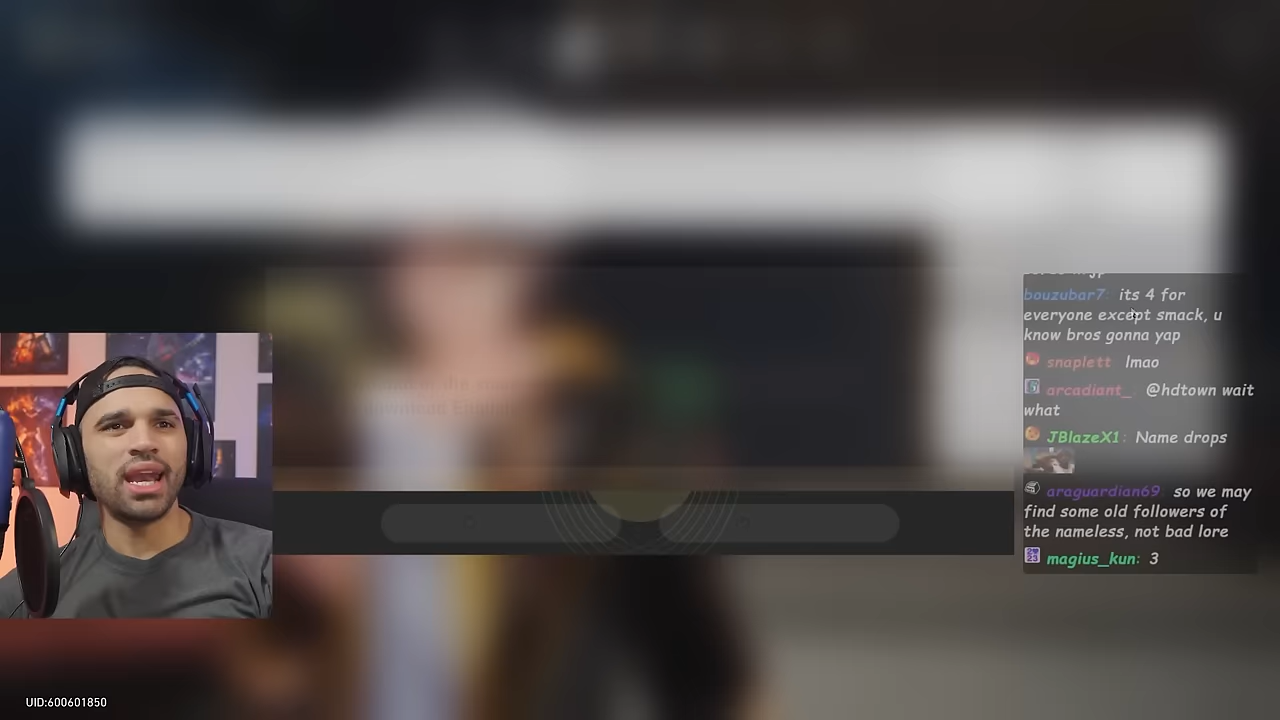 bouzubar7: its 4 for
everyone except smack, u
know bros gonna yap
snaplett lmao
arcadiant_ @hdtown wait
what
JBlazeX1: Name drops
araguardian69 so we may
find some old followers of
the nameless, not bad lore
magius_kun: 3
UID:600601850